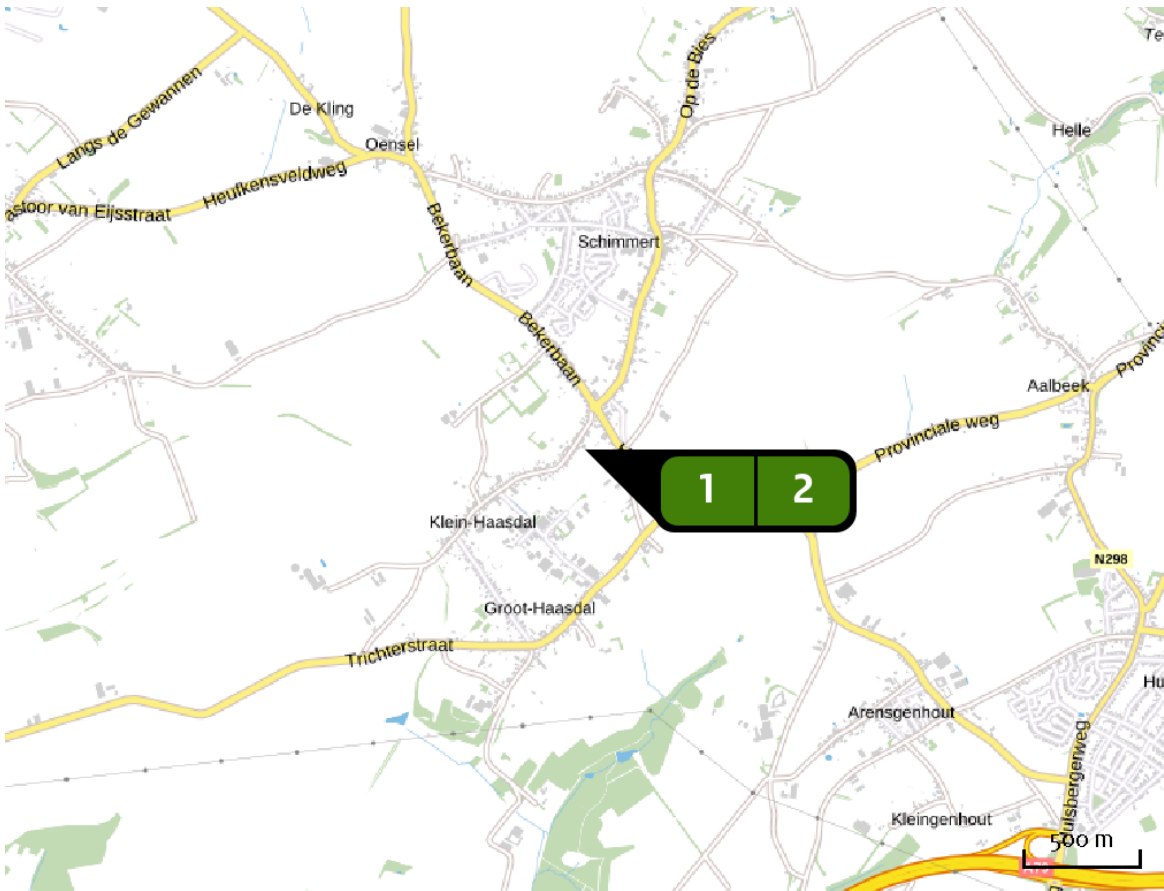 Te
Op de Bies
Langs de Gewannen
De Kling
Helle
Oensel
Heufkensveldweg
astoor van Eijsstraat
Bekerbaan
Schimmert
Bekerbaan
Provinci
Aalbeek
Provinciale weg
1 2
Klein-Haasdal
N298
Groot-Haasdal
Trichterstraat
Hu
Arensgenhout
Hulsbergerweg
Kleingenhout
500 m